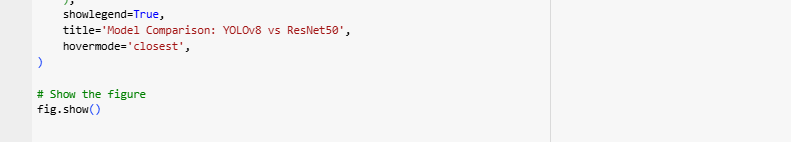 ),
showlegend=True,
title='Model Comparison: YOLOv8 vs ResNet50',
hovermode='closest',
)
# Show the figure
fig.show()